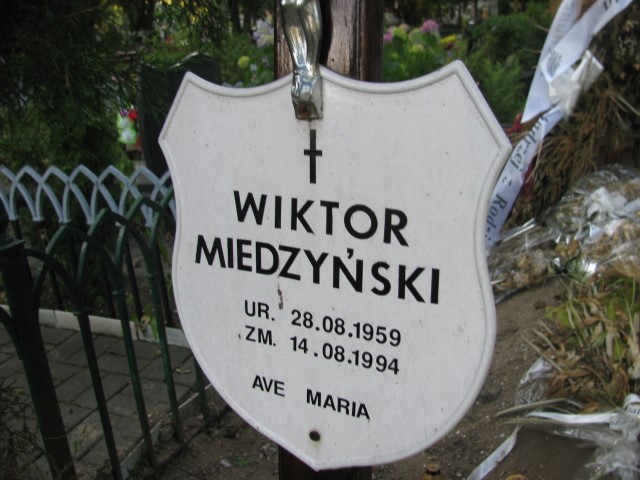 †
WIKTOR
MIEDZYŃSKI
UR. 28.08.1959
ZM. 14.08.1994
AVE MARIA